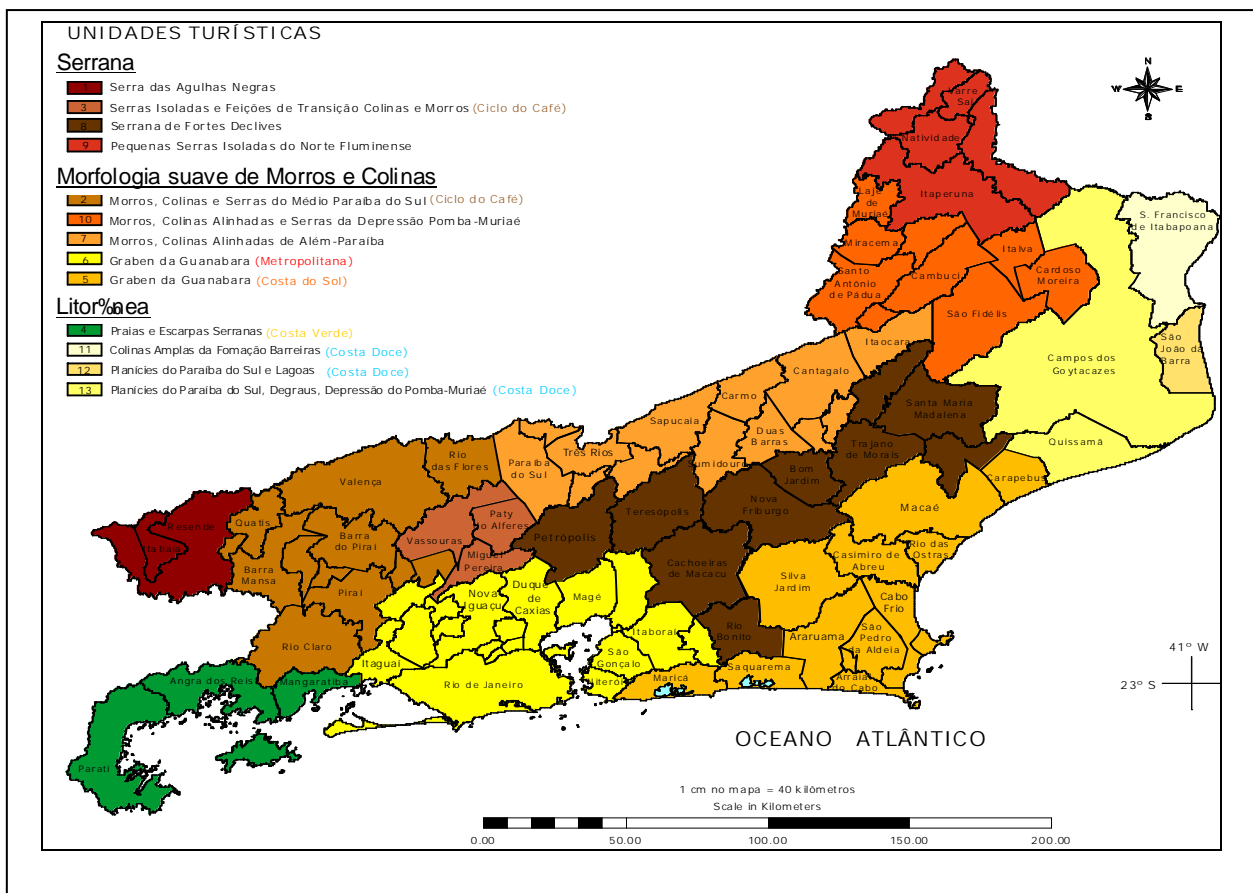 UNIDADES TURÍSTICAS
Serrana
1 Serra das Agulhas Negras
3 Serras Isoladas e Feições de Transição Colinas e Morros (Ciclo do Café)
8 Serrana de Fortes Declives
9 Pequenas Serras Isoladas do Norte Fluminense
Morfologia suave de Morros e Colinas
2 Morros, Colinas e Serras do Médio Paraíba do Sul (Ciclo do Café)
10 Morros, Colinas Alinhadas e Serras da Depressão Pomba-Muriaé
7 Morros, Colinas Alinhadas de Além-Paraíba
6 Graben da Guanabara (Metropolitana)
5 Graben da Guanabara (Costa do Sol)
Litor‰nea
4 Praias e Escarpas Serranas (Costa Verde)
11 Colinas Amplas da Fomação Barreiras (Costa Doce)
12 Planícies do Paraíba do Sul e Lagoas (Costa Doce)
13 Planícies do Paraíba do Sul, Degraus, Depressão do Pomba-Muriaé (Costa Doce)
N
W E
S
Varre
Sai
Natividade
Itaperuna
Laje
de
Muriaé
S. Francisco
de Itabapoana
Miracema
Italva
Santo
Antônio
de Pádua
Cambuci
Cardoso
Moreira
São Fidélis
São
João da
Barra
Itaocara
Campos dos
Goytacazes
Cantagalo
Carmo
Santa Maria
Madalena
Sapucaia
Duas
Barras
Trajano
de Morais
Quissamã
Rio
das Flores
Três Rios
Paraíba
do Sul
Sumidouro
Bom
Jardim
Carapebus
Valença
Nova
Friburgo
Macaé
Teresópolis
Paty
do Alferes
Resende
Quatis
Barra
do Piraí
Vassouras
Petrópolis
Rio das
Ostras
Itatiaia
Miguel
Pereira
Cachoeiras
de Macacu
Casimiro de
Abreu
Barra
Mansa
Silva
Jardim
Piraí
Nova
Iguaçu
Duque
de
Caxias
Magé
Cabo
Frio
Itaboraí
Rio
Bonito
Araruama
São
Pedro
da Aldeia
Rio Claro
Itaguaí
São
Gonçalo
Saquarema
Maricá
Angra dos Reis
Mangaratiba
Rio de Janeiro
Niterói
Arraial
do Cabo
Parati
41º W
23º S
OCEANO ATLÂNTICO
1 cm no mapa = 40 kilômetros
Scale in Kilometers
0.00 50.00 100.00 150.00 200.00